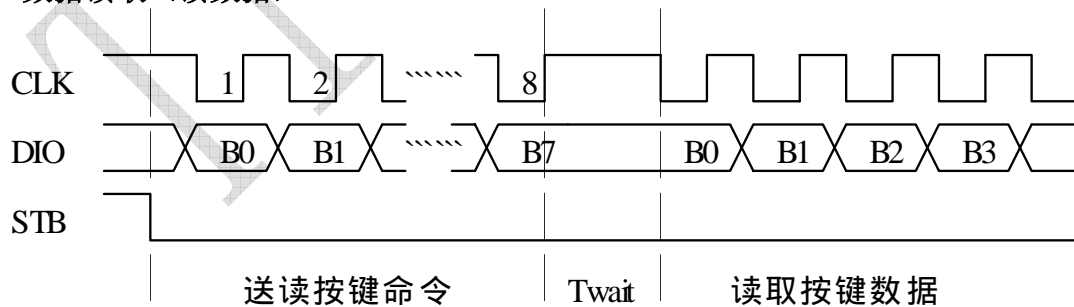 数据读取（读数据）
CLK 1 2 `````` 8
DIO B0 B1 `````` B7 B0 B1 B2 B3
STB
送读按键命令 Twait 读取按键数据